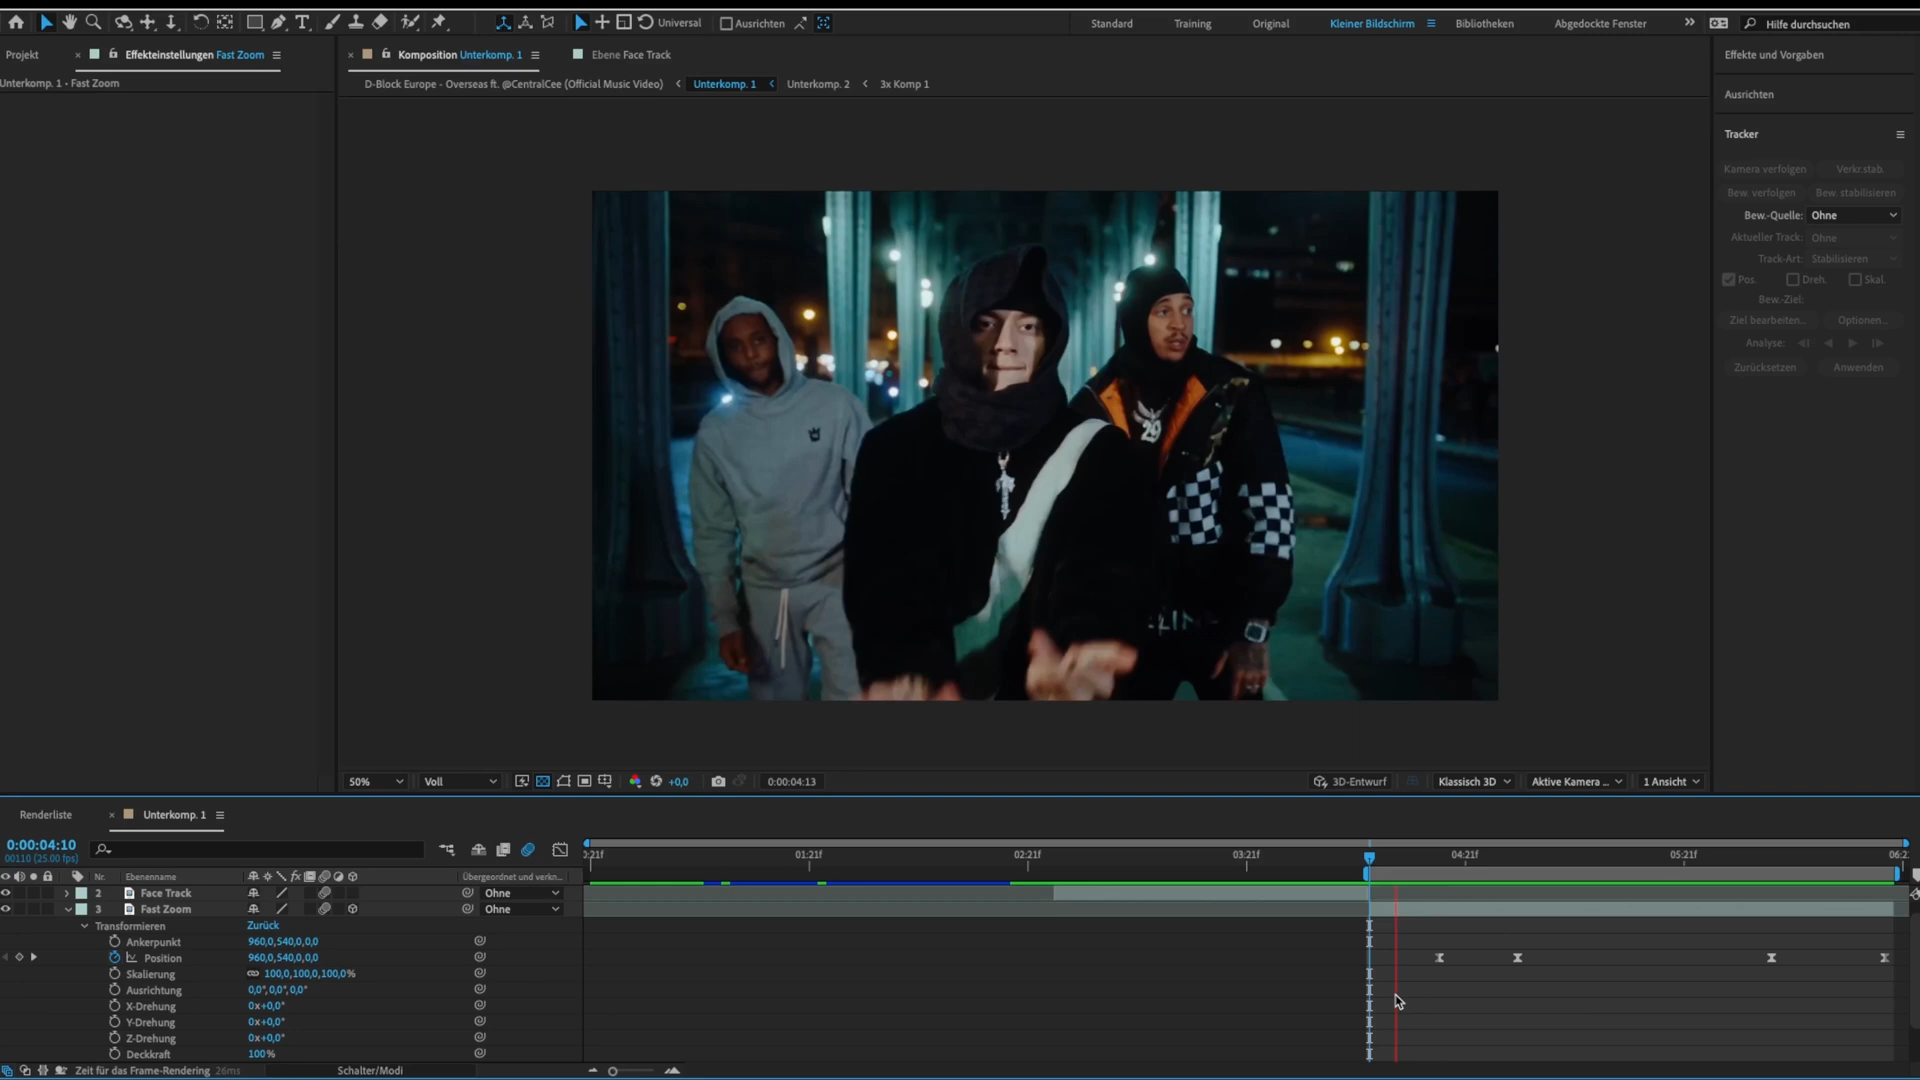 Universal
Ausrichten
Standard
Training
Original
Kleiner Bildschirm
Bibliotheken
Abgedockte Fenster
Hilfe durchsuchen
Projekt
Effekteinstellungen Fast Zoom
Komposition Unterkomp. 1
Ebene Face Track
Effekte und Vorgaben
Unterkomp. 1 • Fast Zoom
D-Block Europe - Overseas ft. @CentralCee (Official Music Video)
Unterkomp. 1
Unterkomp. 2
3x Komp 1
Ausrichten
Tracker
Kamera verfolgen
Verkr.stab.
Bew. verfolgen
Bew. stabilisieren
Bew.-Quelle: Ohne
Aktueller Track: Ohne
Track-Art: Stabilisieren
Pos.
Dreh.
Skal.
Bew.-Ziel:
Ziel bearbeiten...
Optionen...
Analyse:
Zurücksetzen
Anwenden
29
50%
Voll
+0,0
0:00:04:13
3D-Entwurf
Klassisch 3D
Aktive Kamera ...
1 Ansicht
Renderliste
Unterkomp. 1
0:00:04:10
00110 (25.00 fps)
:21f
01:21f
02:21f
03:21f
04:21f
05:21f
06:2
Nr.
Ebenenname
fx
Übergeordnet und verkn...
2
Face Track
Ohne
3
Fast Zoom
Ohne
Transformieren
Zurück
Ankerpunkt
960,0,540,0,0,0
Position
960,0,540,0,0,0
Skalierung
100,0,100,0,100,0%
Ausrichtung
0,0°,0,0°,0,0°
X-Drehung
0x+0,0°
Y-Drehung
0x+0,0°
Z-Drehung
0x+0,0°
Deckkraft
100%
Zeit für das Frame-Rendering 26ms
Schalter/Modi